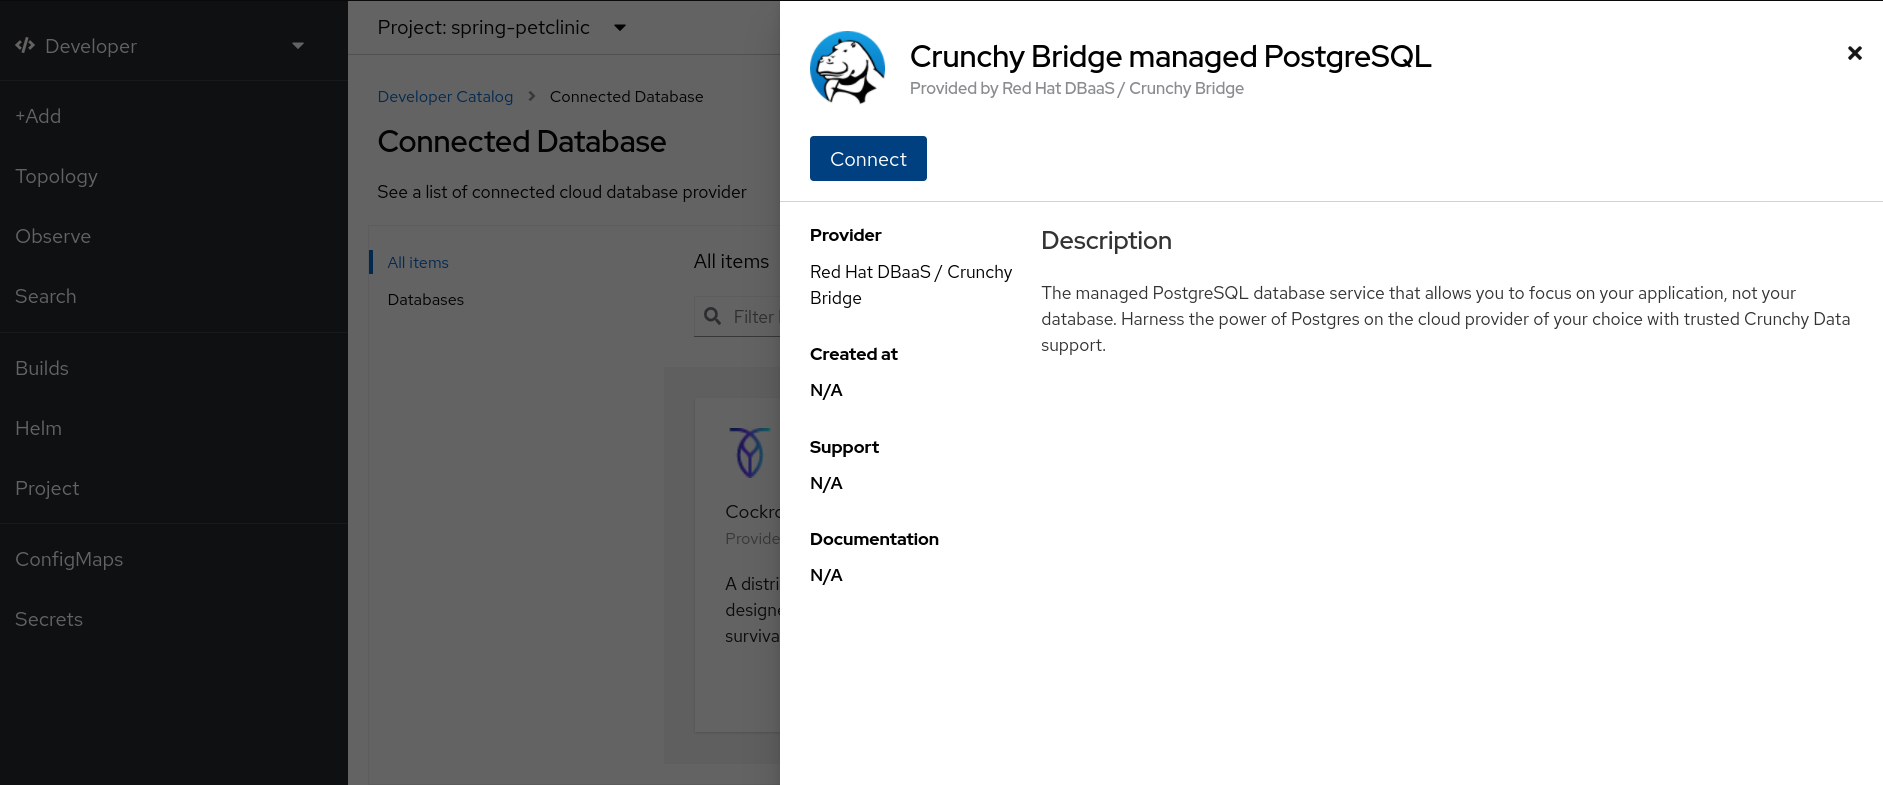 Developer
+Add
Topology
Observe
Search
Builds
Helm
Project
ConfigMaps
Secrets
Project: spring-petclinic
Developer Catalog > Connected Database
Connected Database
See a list of connected cloud database provider
All items
Databases
All items
Filter
Cockro
Provide
A distri
designe
surviva
Crunchy Bridge managed PostgreSQL
Provided by Red Hat DBaaS / Crunchy Bridge
Connect
Provider
Red Hat DBaaS / Crunchy
Bridge
Created at
N/A
Support
N/A
Documentation
N/A
Description
The managed PostgreSQL database service that allows you to focus on your application, not your
database. Harness the power of Postgres on the cloud provider of your choice with trusted Crunchy Data
support.